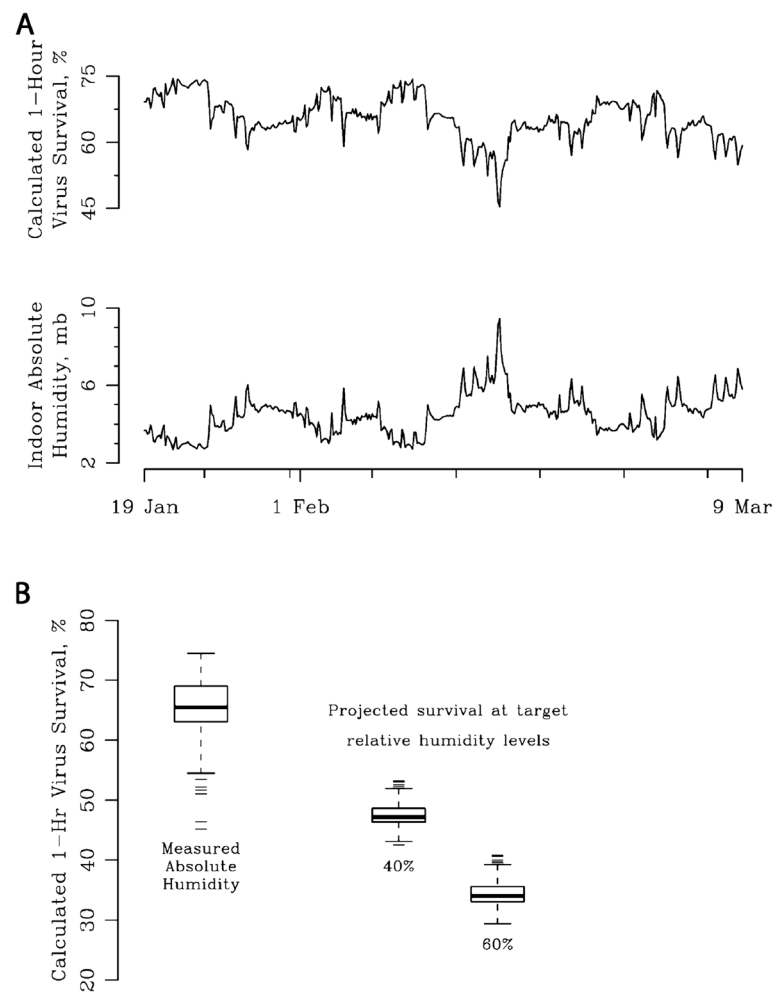 A
Calculated 1-Hour
Virus Survival, %
75
60
45
Indoor Absolute
Humidity, mb
10
6
2
19 Jan
1 Feb
9 Mar
B
Calculated 1-Hr Virus Survival, %
80
70
60
50
40
30
20
Projected survival at target
relative humidity levels
Measured
Absolute
Humidity
40%
60%